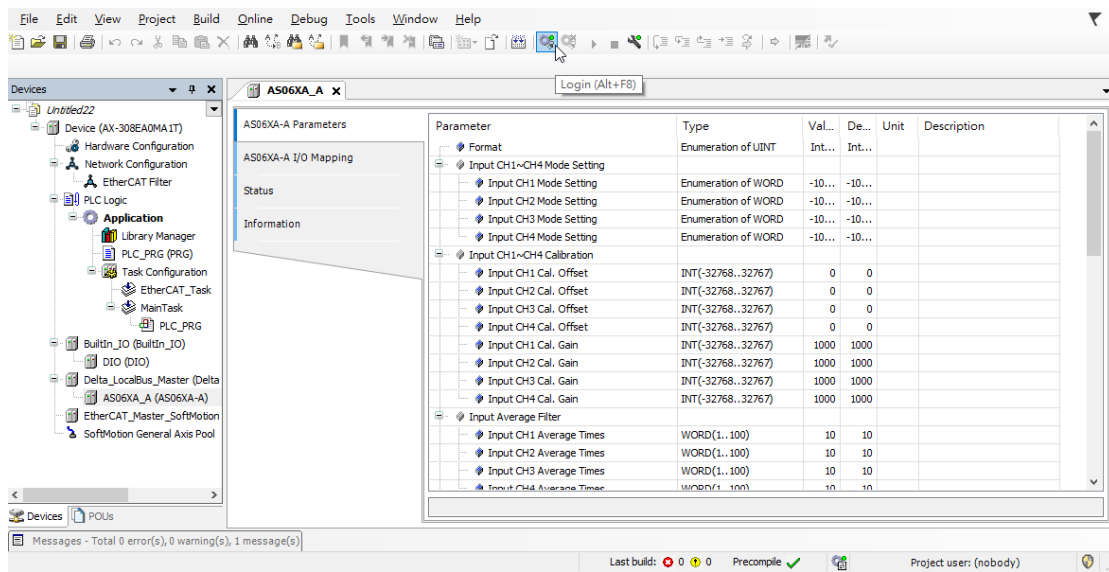 File Edit View Project Build Online Debug Tools Window Help
Login (Alt+F8)
Devices
AS06XA_A
Untitled22
Device (AX-308EA0MA1T)
Hardware Configuration
Network Configuration
EtherCAT Filter
PLC Logic
Application
Library Manager
PLC_PRG (PRG)
Task Configuration
EtherCAT_Task
MainTask
PLC_PRG
BuiltIn_IO (BuiltIn_IO)
DIO (DIO)
Delta_LocalBus_Master (Delta
AS06XA_A (AS06XA-A)
EtherCAT_Master_SoftMotion
SoftMotion General Axis Pool
Devices POUs
AS06XA-A Parameters
AS06XA-A I/O Mapping
Status
Information
Parameter Type Val... De... Unit Description
Format Enumeration of UINT Int... Int...
Input CH1~CH4 Mode Setting
Input CH1 Mode Setting Enumeration of WORD -10... -10...
Input CH2 Mode Setting Enumeration of WORD -10... -10...
Input CH3 Mode Setting Enumeration of WORD -10... -10...
Input CH4 Mode Setting Enumeration of WORD -10... -10...
Input CH1~CH4 Calibration
Input CH1 Cal. Offset INT(-32768..32767) 0 0
Input CH2 Cal. Offset INT(-32768..32767) 0 0
Input CH3 Cal. Offset INT(-32768..32767) 0 0
Input CH4 Cal. Offset INT(-32768..32767) 0 0
Input CH1 Cal. Gain INT(-32768..32767) 1000 1000
Input CH2 Cal. Gain INT(-32768..32767) 1000 1000
Input CH3 Cal. Gain INT(-32768..32767) 1000 1000
Input CH4 Cal. Gain INT(-32768..32767) 1000 1000
Input Average Filter
Input CH1 Average Times WORD(1..100) 10 10
Input CH2 Average Times WORD(1..100) 10 10
Input CH3 Average Times WORD(1..100) 10 10
Input CH4 Average Times WORD(1..100) 10 10
Messages - Total 0 error(s), 0 warning(s), 1 message(s)
Last build: 0 0 Precompile Project user: (nobody)